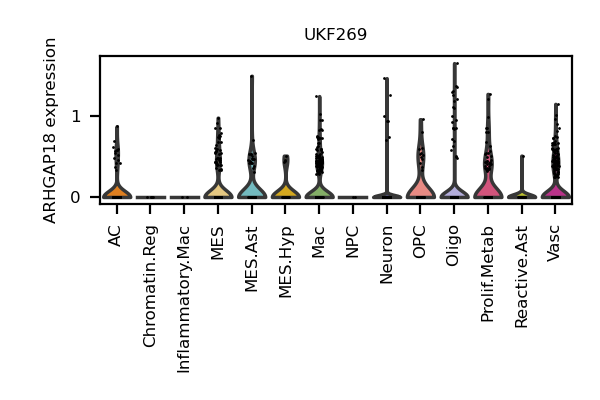 UKF269
ARHGAP18 expression
1
0
AC
Chromatin.Reg
Inflammatory.Mac
MES
MES.Ast
MES.Hyp
Mac
NPC
Neuron
OPC
Oligo
Prolif.Metab
Reactive.Ast
Vasc